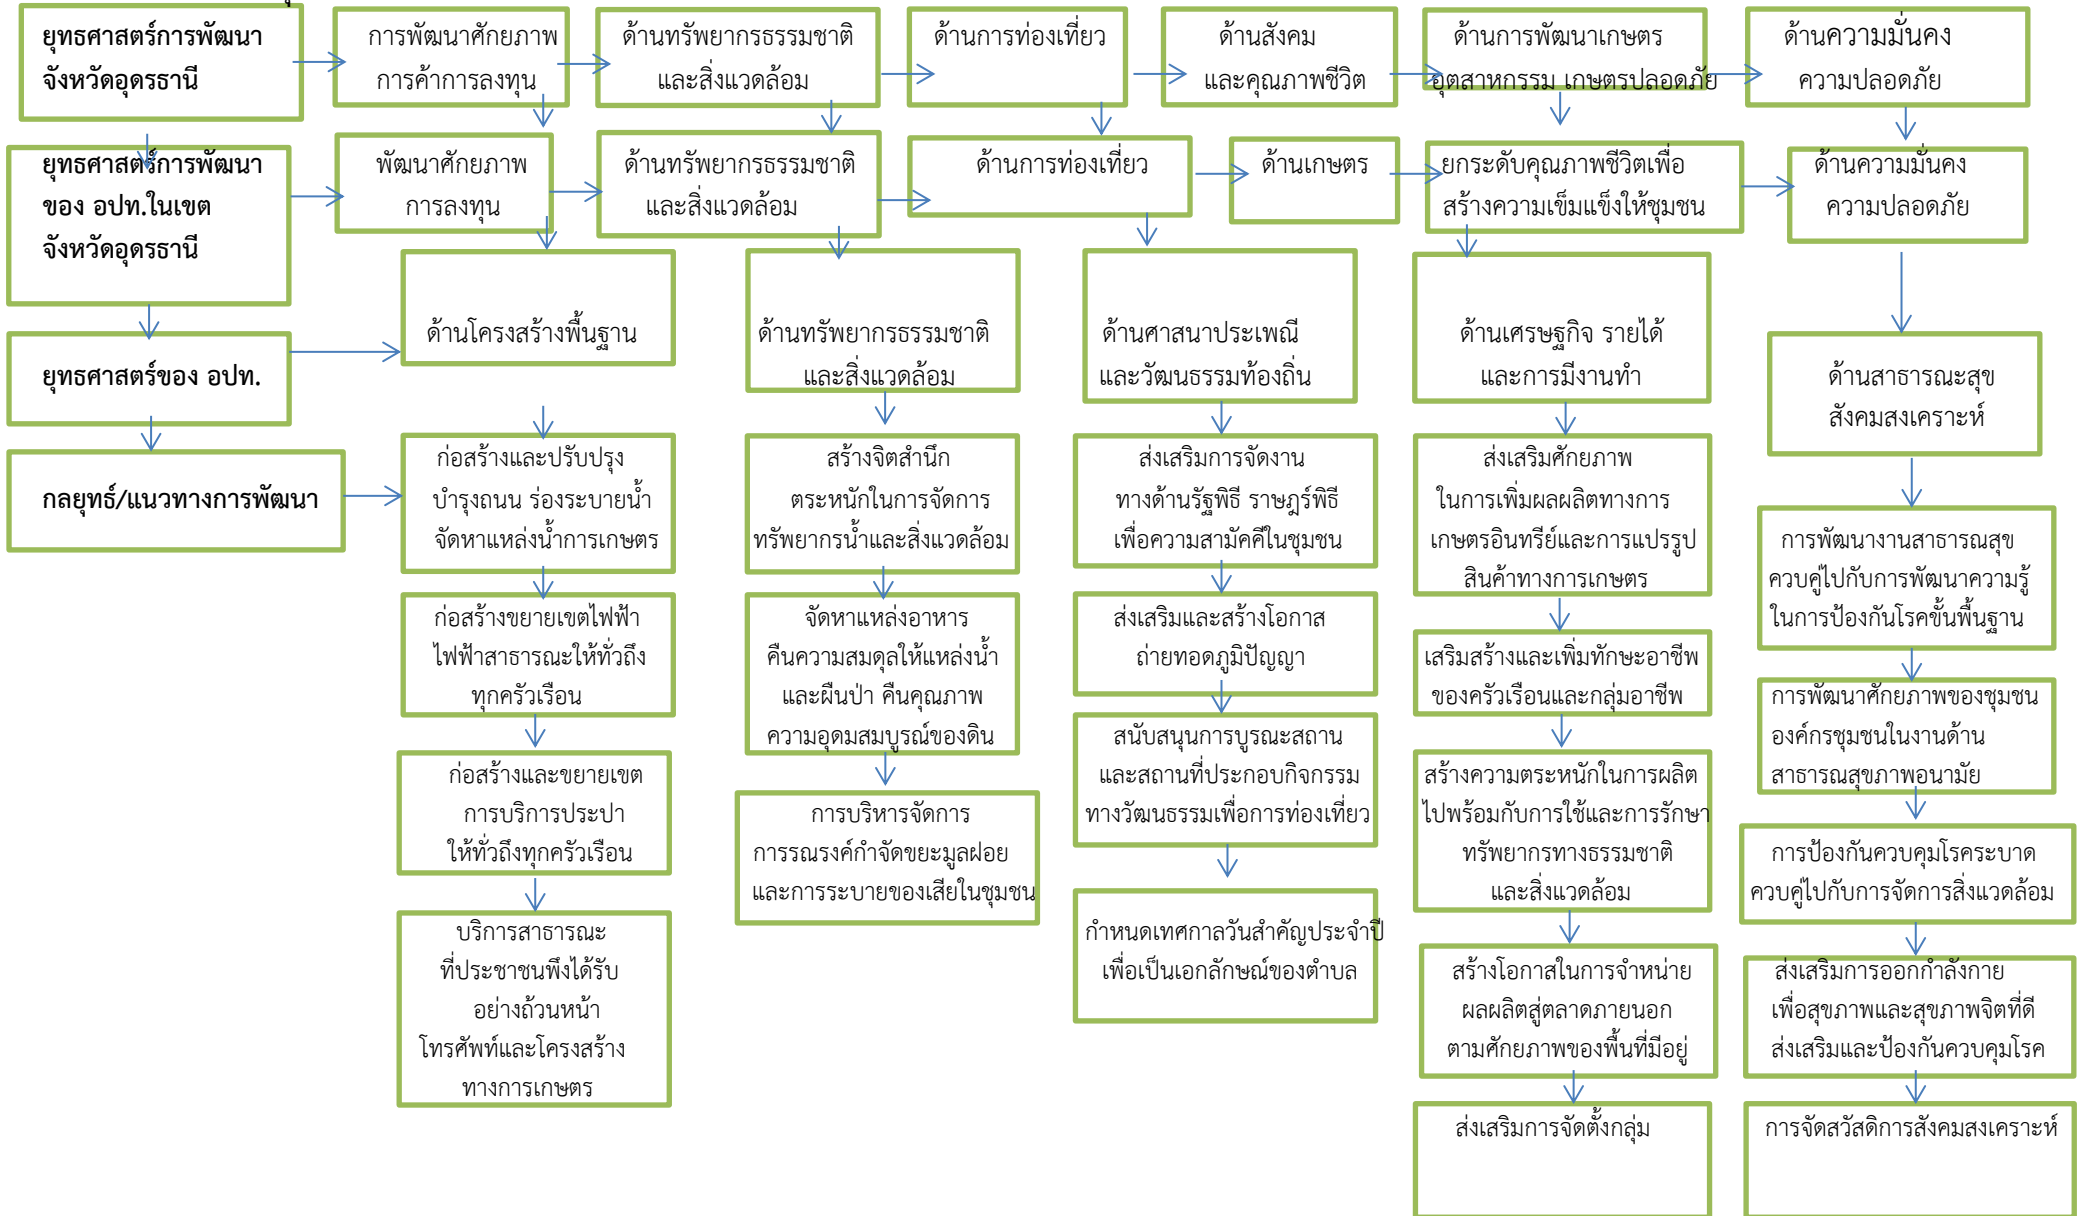 ยุทธศาสตร์การพัฒนา
จังหวัดอุดรธานี
การพัฒนาศักยภาพ
การค้าการลงทุน
ด้านทรัพยากรธรรมชาติ
และสิ่งแวดล้อม
ด้านการท่องเที่ยว
ด้านสังคม
และคุณภาพชีวิต
ด้านการพัฒนาเกษตร
อุตสาหกรรม เกษตรปลอดภัย
ด้านความมั่นคง
ความปลอดภัย
ยุทธศาสตร์การพัฒนา
ของ อปท.ในเขต
จังหวัดอุดรธานี
พัฒนาศักยภาพ
การลงทุน
ด้านทรัพยากรธรรมชาติ
และสิ่งแวดล้อม
ด้านการท่องเที่ยว
ด้านเกษตร
ยกระดับคุณภาพชีวิตเพื่อ
สร้างความเข็มแข็งให้ชุมชน
ด้านความมั่นคง
ความปลอดภัย
ยุทธศาสตร์ของ อปท.
ด้านโครงสร้างพื้นฐาน
ด้านทรัพยากรธรรมชาติ
และสิ่งแวดล้อม
ด้านศาสนาประเพณี
และวัฒนธรรมท้องถิ่น
ด้านเศรษฐกิจ รายได้
และการมีงานทำ
ด้านสาธารณะสุข
สังคมสงเคราะห์
กลยุทธ์/แนวทางการพัฒนา
ก่อสร้างและปรับปรุง
บำรุงถนน ร่องระบายน้ำ
จัดหาแหล่งน้ำการเกษตร
ก่อสร้างขยายเขตไฟฟ้า
ไฟฟ้าสาธารณะให้ทั่วถึง
ทุกครัวเรือน
ก่อสร้างและขยายเขต
การบริการประปา
ให้ทั่วถึงทุกครัวเรือน
บริการสาธารณะ
ที่ประชาชนพึงได้รับ
อย่างถ้วนหน้า
โทรศัพท์และโครงสร้าง
ทางการเกษตร
สร้างจิตสำนึก
ตระหนักในการจัดการ
ทรัพยากรน้ำและสิ่งแวดล้อม
จัดหาแหล่งอาหาร
คืนความสมดุลให้แหล่งน้ำ
และผืนป่า คืนคุณภาพ
ความอุดมสมบูรณ์ของดิน
การบริหารจัดการ
การรณรงค์กำจัดขยะมูลฝอย
และการระบายของเสียในชุมชน
ส่งเสริมการจัดงาน
ทางด้านรัฐพิธี ราษฎร์พิธี
เพื่อความสามัคคีในชุมชน
ส่งเสริมและสร้างโอกาส
ถ่ายทอดภูมิปัญญา
สนับสนุนการบูรณะสถาน
และสถานที่ประกอบกิจกรรม
ทางวัฒนธรรมเพื่อการท่องเที่ยว
กำหนดเทศกาลวันสำคัญประจำปี
เพื่อเป็นเอกลักษณ์ของตำบล
ส่งเสริมศักยภาพ
ในการเพิ่มผลผลิตทางการ
เกษตรอินทรีย์และการแปรรูป
สินค้าทางการเกษตร
เสริมสร้างและเพิ่มทักษะอาชีพ
ของครัวเรือนและกลุ่มอาชีพ
สร้างความตระหนักในการผลิต
ไปพร้อมกับการใช้และการรักษา
ทรัพยากรทางธรรมชาติ
และสิ่งแวดล้อม
สร้างโอกาสในการจำหน่าย
ผลผลิตสู่ตลาดภายนอก
ตามศักยภาพของพื้นที่มีอยู่
ส่งเสริมการจัดตั้งกลุ่ม
การพัฒนางานสาธารณสุข
ควบคู่ไปกับการพัฒนาความรู้
ในการป้องกันโรคขั้นพื้นฐาน
การพัฒนาศักยภาพของชุมชน
องค์กรชุมชนในงานด้าน
สาธารณสุขภาพอนามัย
การป้องกันควบคุมโรคระบาด
ควบคู่ไปกับการจัดการสิ่งแวดล้อม
ส่งเสริมการออกกำลังกาย
เพื่อสุขภาพและสุขภาพจิตที่ดี
ส่งเสริมและป้องกันควบคุมโรค
การจัดสวัสดิการสังคมสงเคราะห์